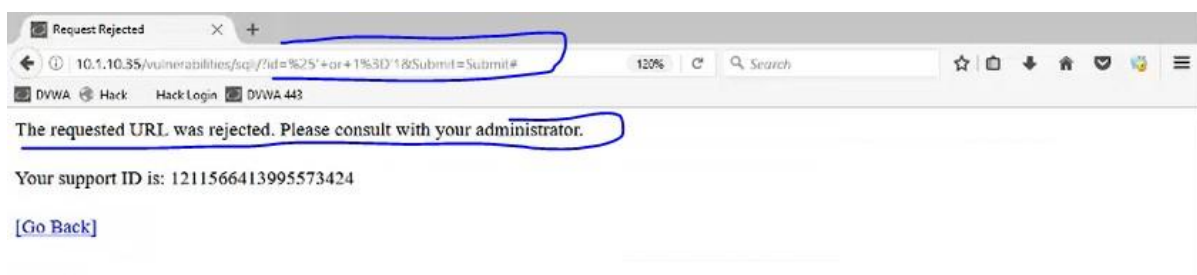 Request Rejected
10.1.10.35/vulnerabilities/sqli/?id=%25'+or+1%3D'1&Submit=Submit#
120%
Search
DVWA Hack Hack Login DVWA 443
The requested URL was rejected. Please consult with your administrator.
Your support ID is: 1211566413995573424
[Go Back]